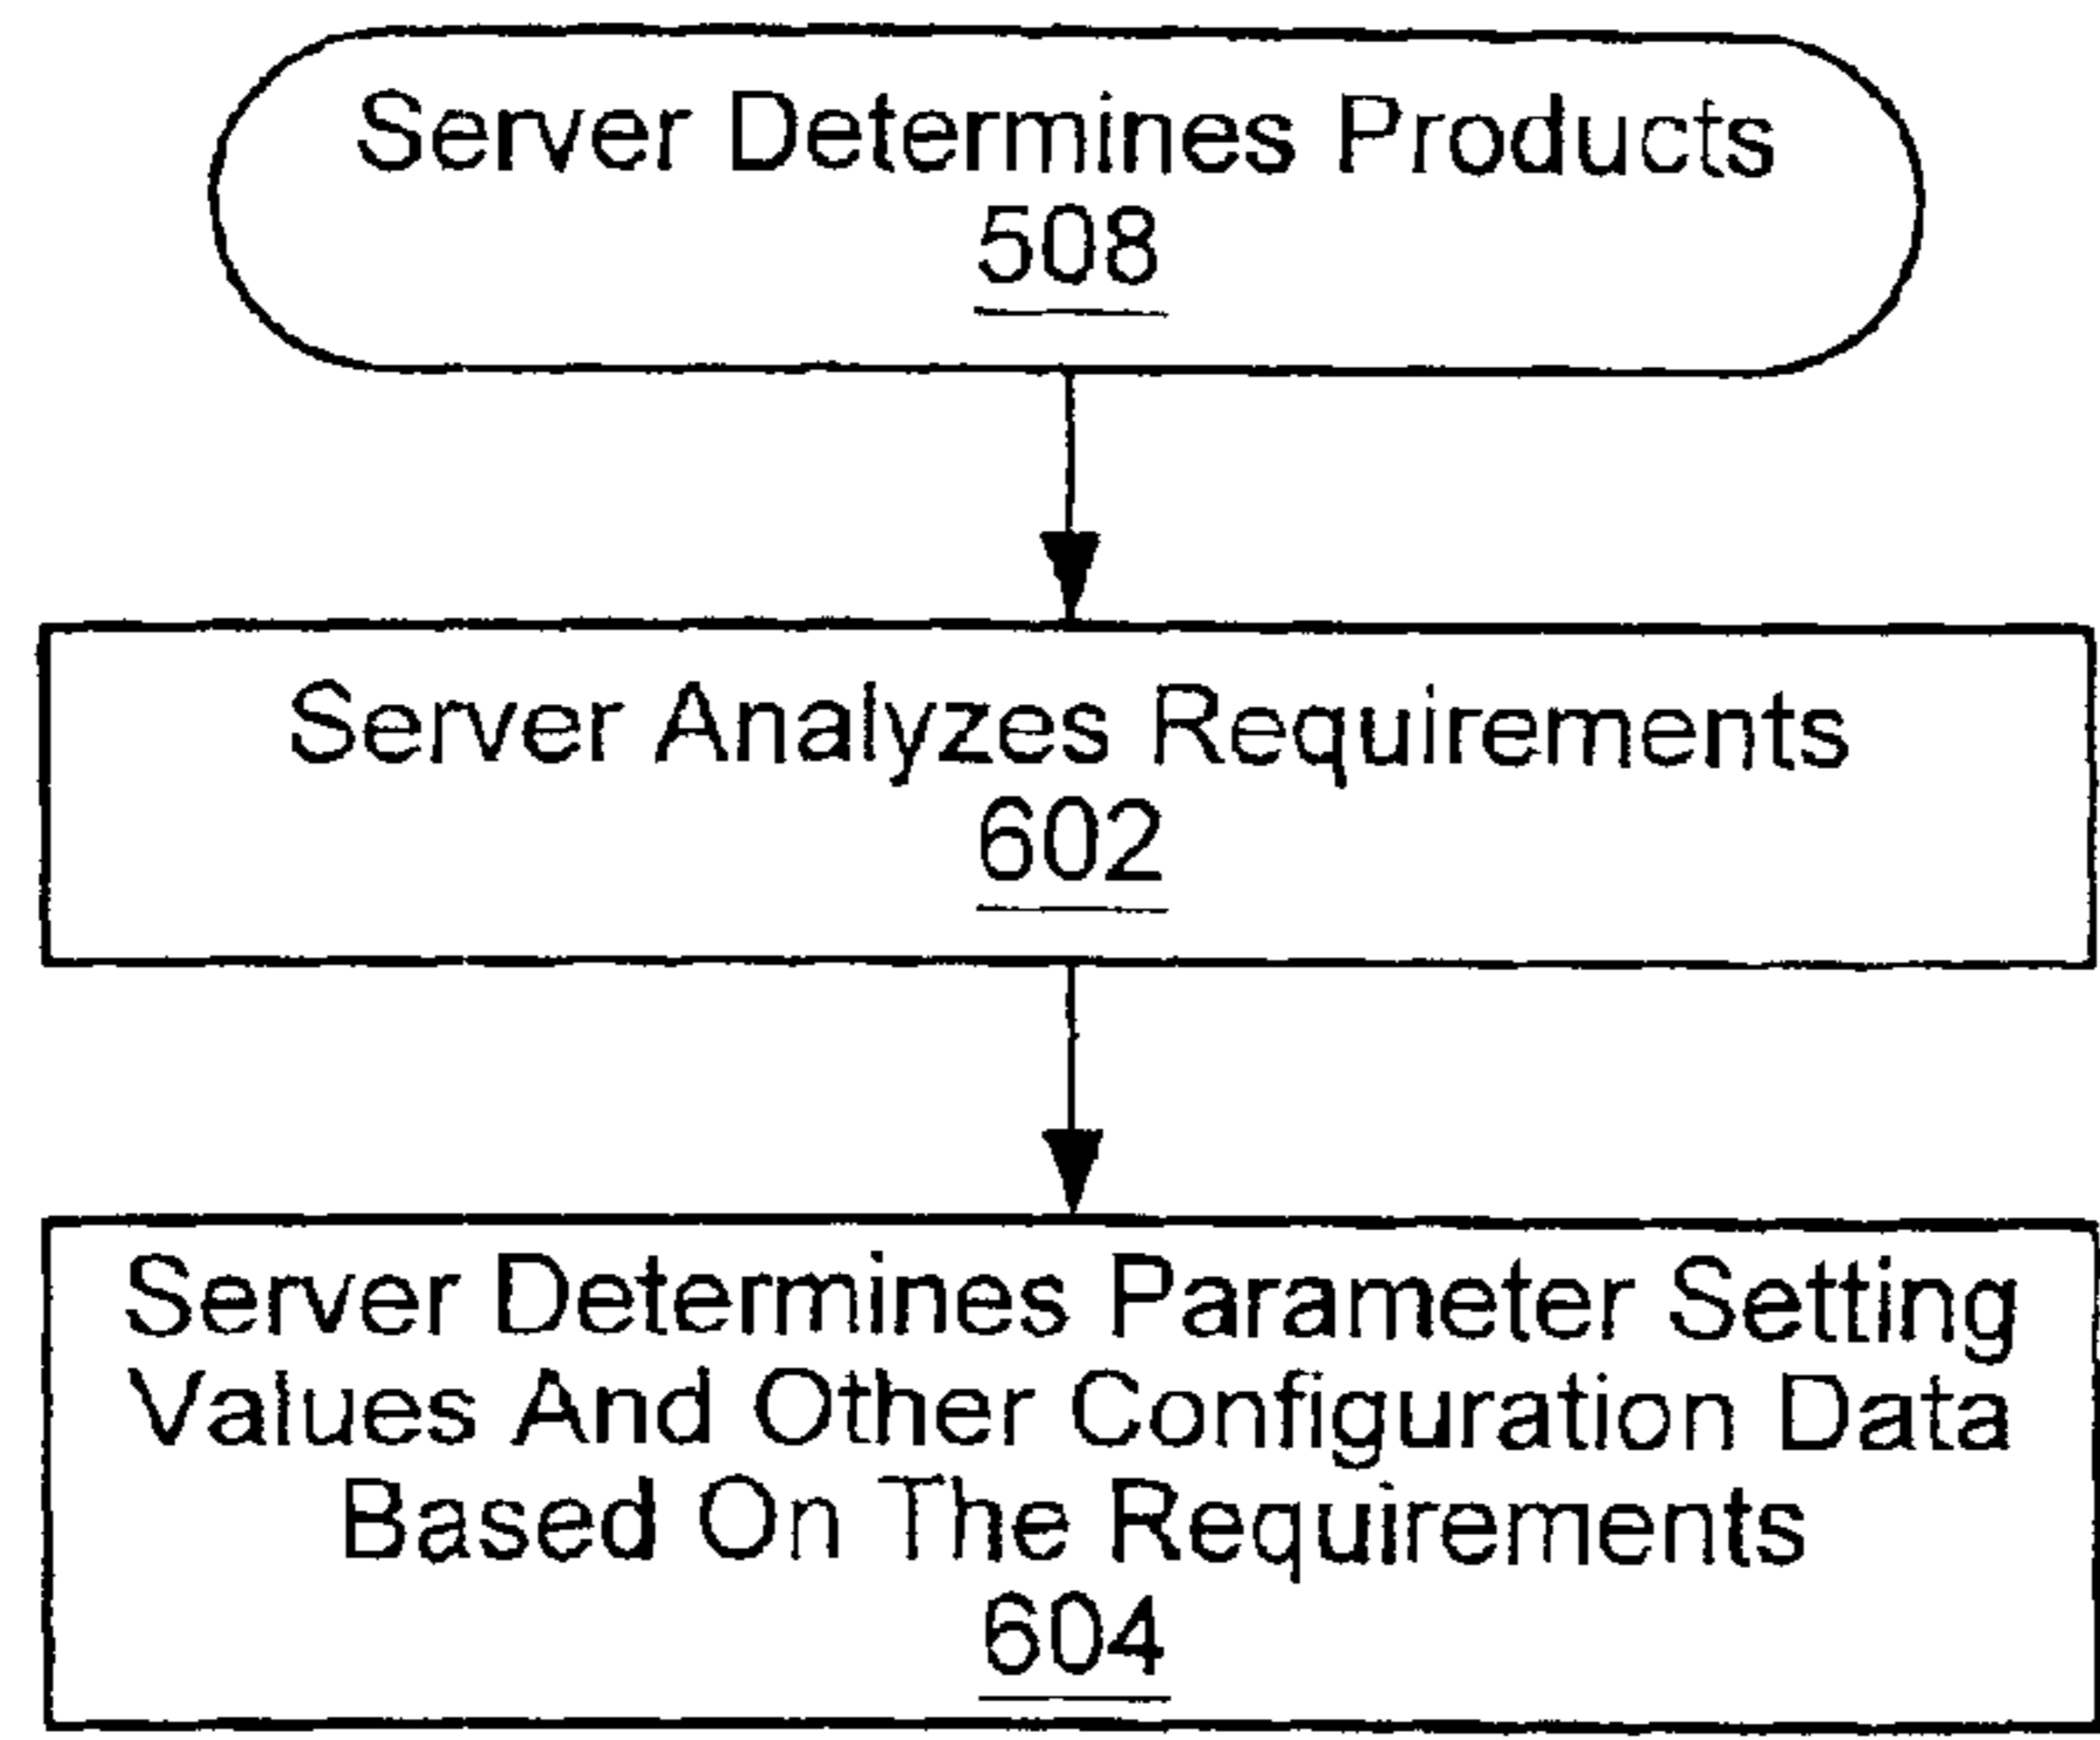 Server Determines Products
508
Server Analyzes Requirements
602
Server Determines Parameter Setting
Values And Other Configuration Data
Based On The Requirements
604